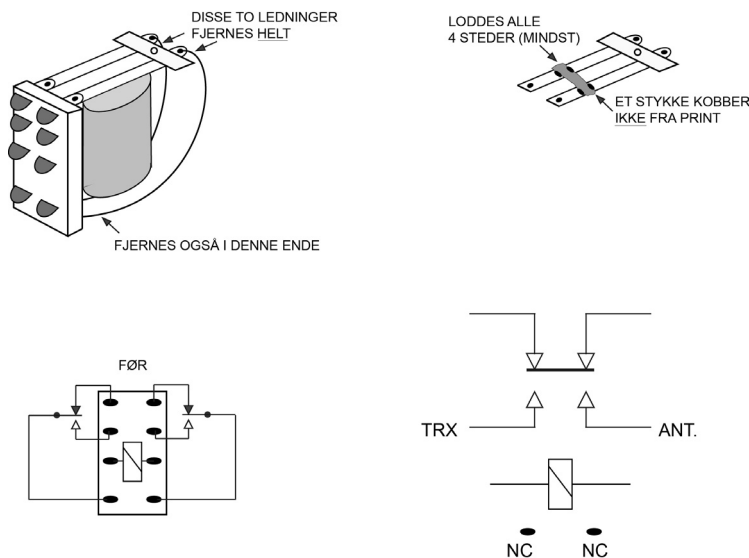 DISSE TO LEDNINGER
FJERNES HELT
LODDES ALLE
4 STEDER (MINDST)
ET STYKKE KOBBER
IKKE FRA PRINT
FJERNES OGSÅ I DENNE ENDE
FØR
TRX
ANT.
NC
NC